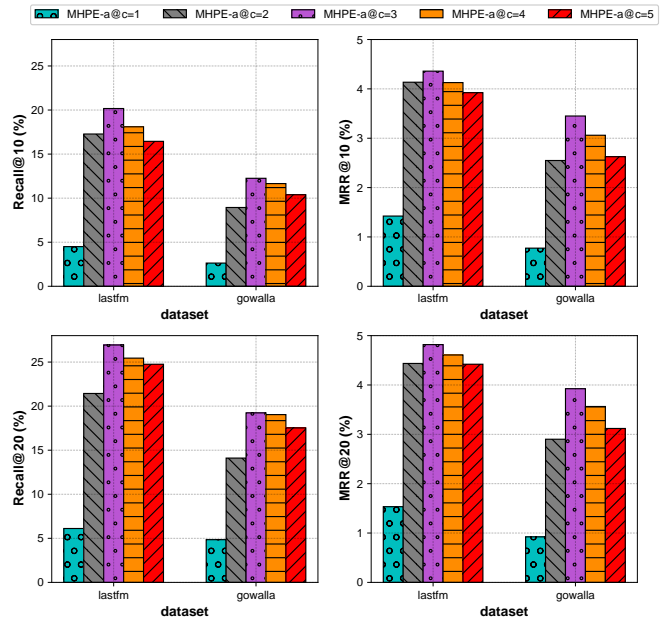 MHPE-a@c=1 MHPE-a@c=2 MHPE-a@c=3 MHPE-a@c=4 MHPE-a@c=5
Recall@10 (%)
25
20
15
10
5
0
lastfm gowalla
dataset
MRR@10 (%)
5
4
3
2
1
0
lastfm gowalla
dataset
Recall@20 (%)
25
20
15
10
5
0
lastfm gowalla
dataset
MRR@20 (%)
5
4
3
2
1
0
lastfm gowalla
dataset